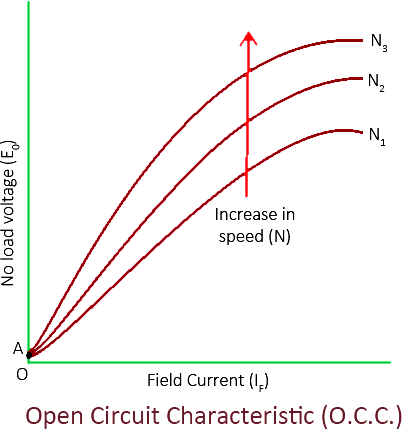 N3
N2
N1
No load voltage (E0)
Increase in
speed (N)
A
O
Field Current (IF)
Open Circuit Characteristic (O.C.C.)